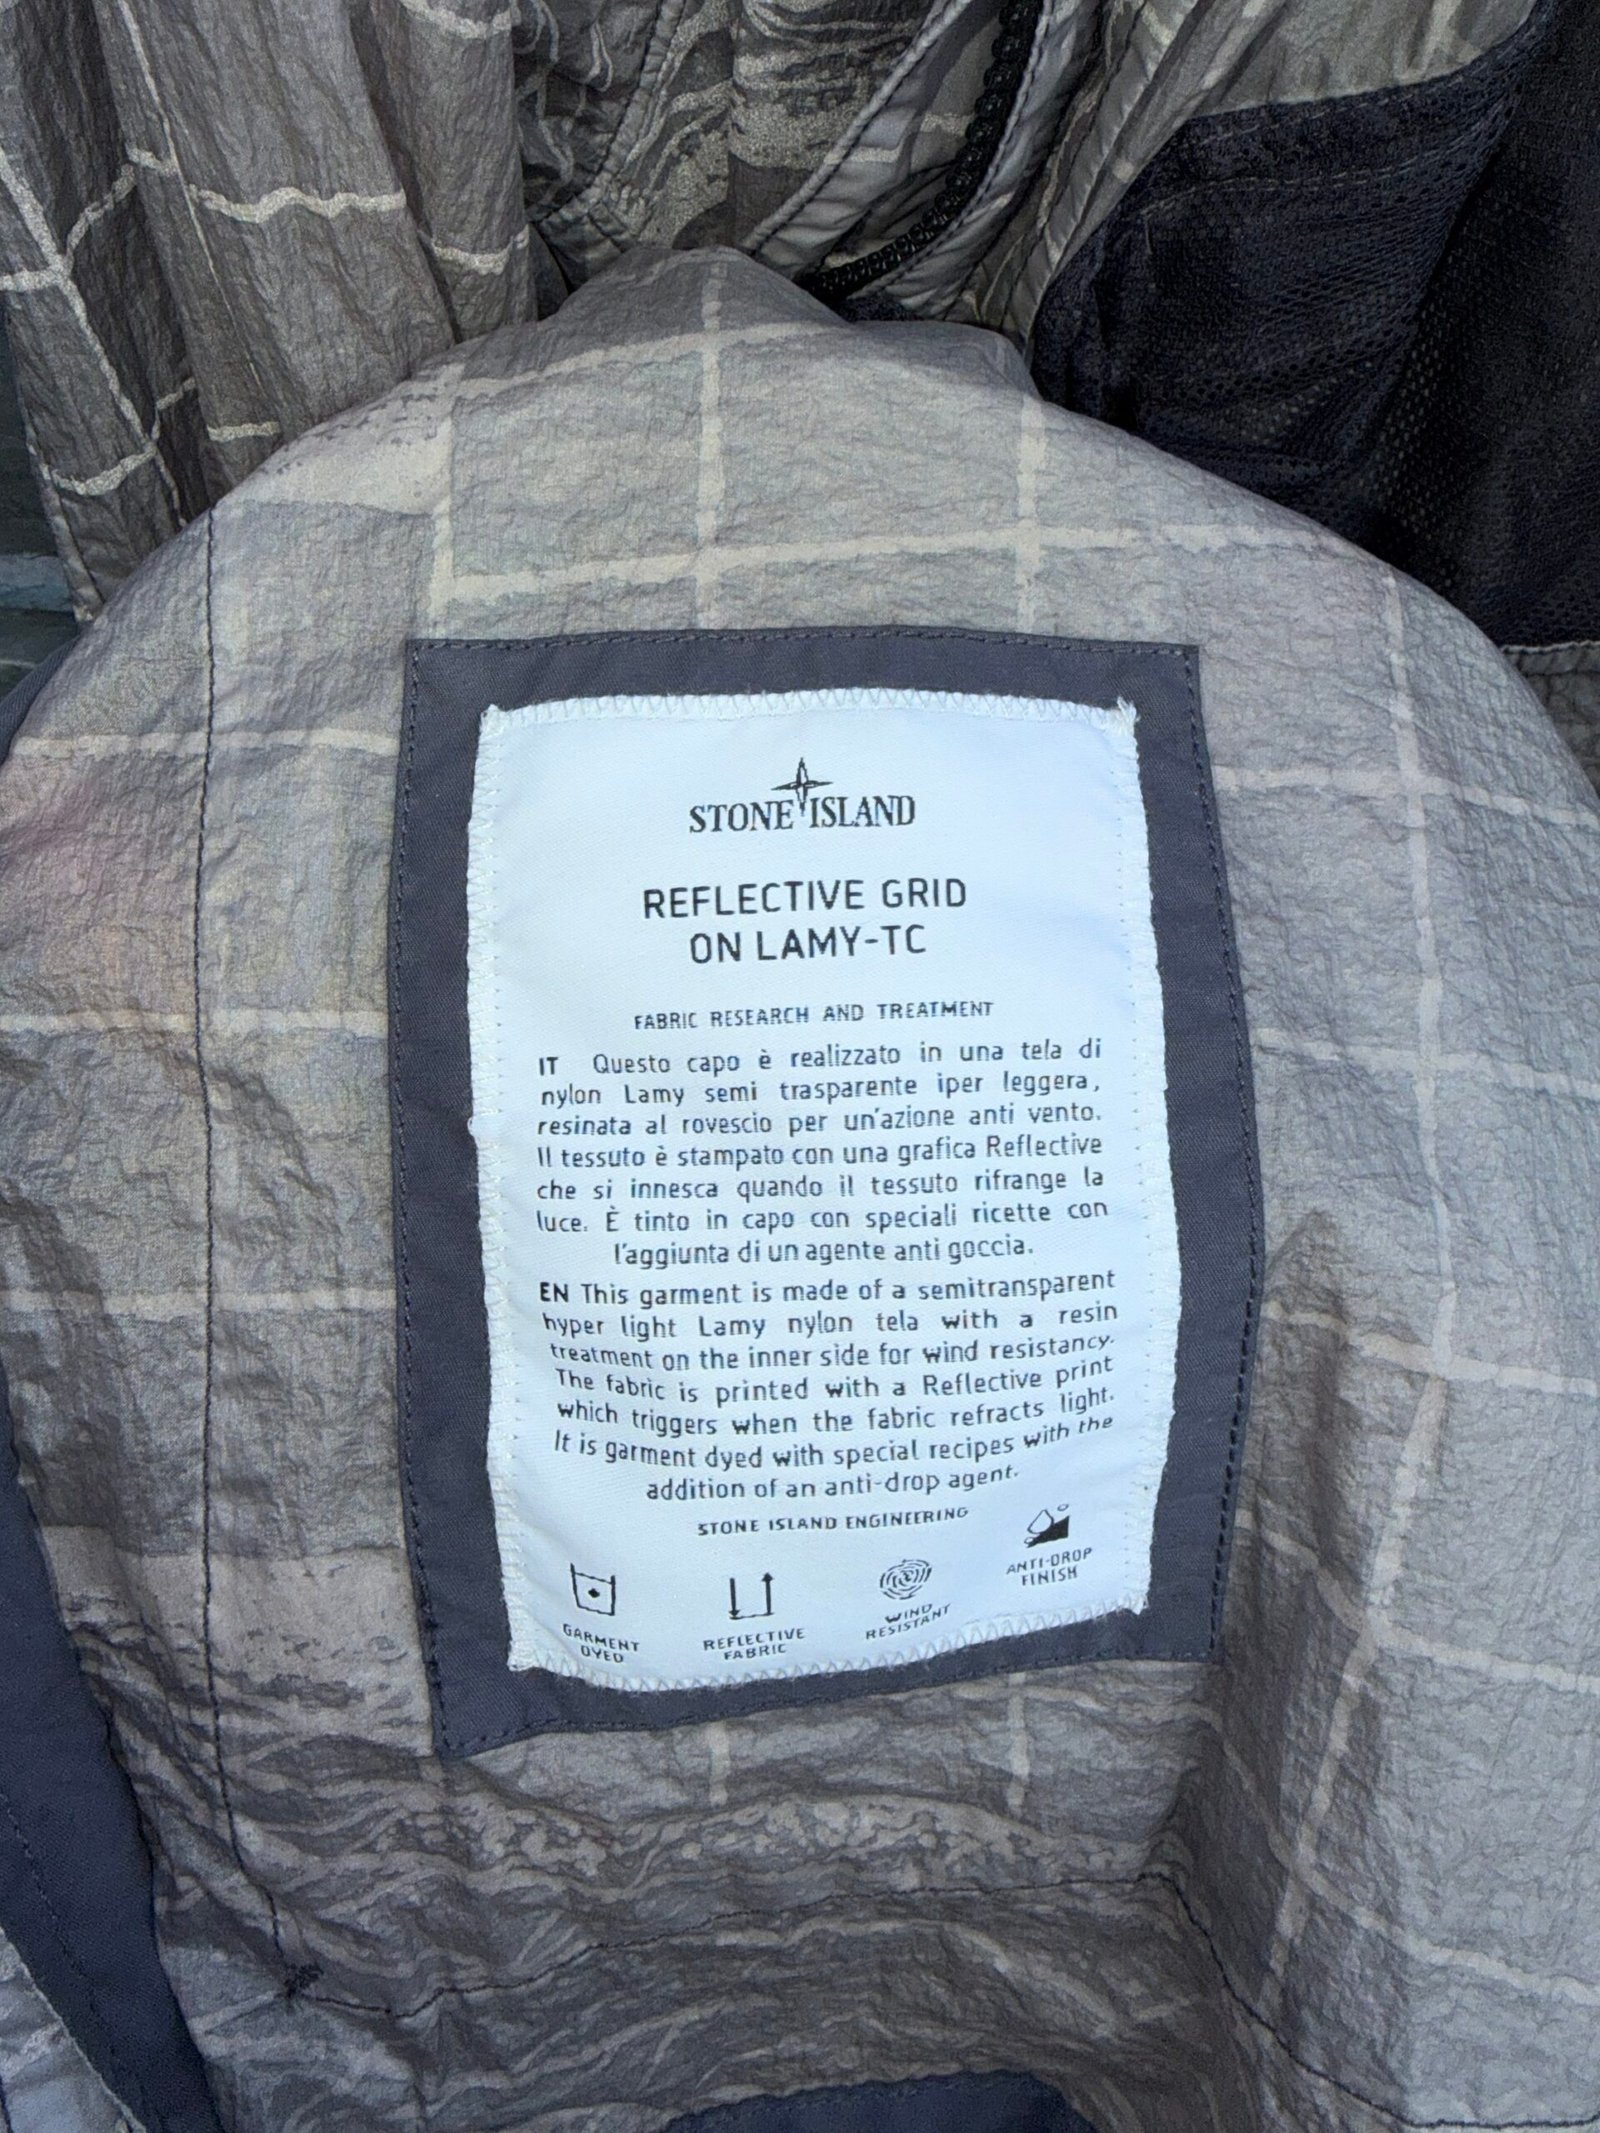 STONE ISLAND
REFLECTIVE GRID
ON LAMY-TC
FABRIC RESEARCH AND TREATMENT
IT Questo capo è realizzato in una tela di
nylon Lamy semi trasparente iper leggera,
resinata al rovescio per un'azione anti vento.
Il tessuto è stampato con una grafica Reflective
che si innesca quando il tessuto rifrange la
luce. È tinto in capo con speciali ricette con
l'aggiunta di un agente anti goccia.
EN This garment is made of a semitransparent
hyper light Lamy nylon tela with a resin
treatment on the inner side for wind resistancy.
The fabric is printed with a Reflective print
which triggers when the fabric refracts light.
It is garment dyed with special recipes with the
addition of an anti-drop agent.
STONE ISLAND ENGINEERING
GARMENT
DYED
REFLECTIVE
FABRIC
WIND
RESISTANT
ANTI-DROP
FINISH